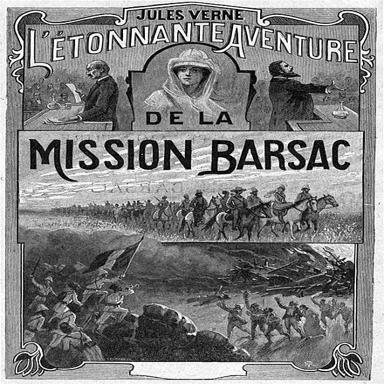 JULES VERNE
L'ÉTONNANTE AVENTURE
DE LA
MISSION BARSAC